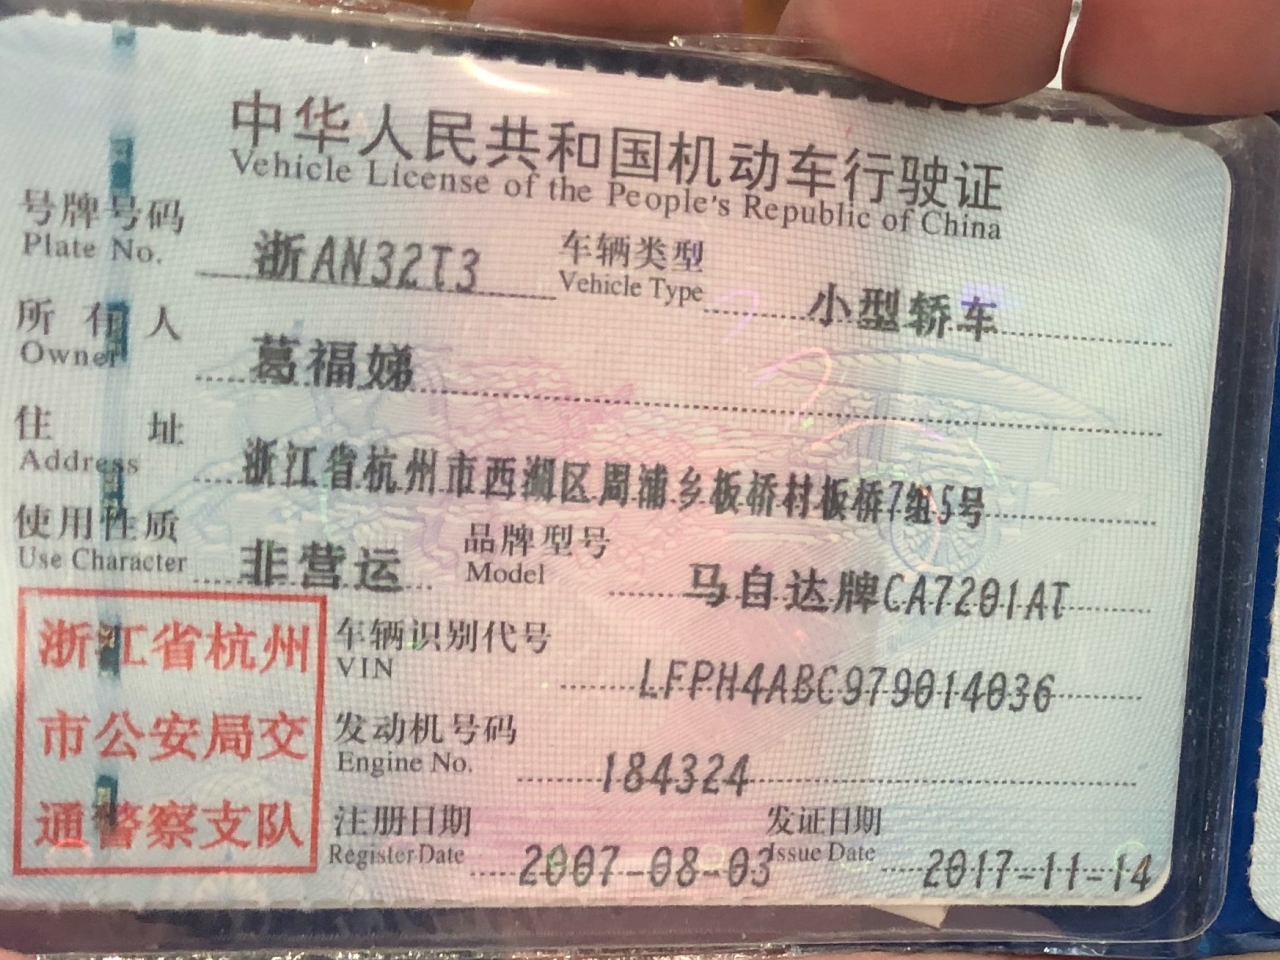 中华人民共和国机动车行驶证
Vehicle License of the People's Republic of China
号牌号码 浙AN32T3 车辆类型 小型轿车
Plate No. Vehicle Type
所有人 葛福娣
Owner
住址 浙江省杭州市西湖区周浦乡板桥村板桥7组5号
Address
使用性质 非营运 品牌型号 马自达牌CA7201AT
Use Character Model
浙江省杭州 车辆识别代号 LFPH4ABC979014036
VIN
市公安局交 发动机号码 184324
Engine No.
通警察支队 注册日期 2007-08-03 发证日期 2017-11-14
Register Date Issue Date